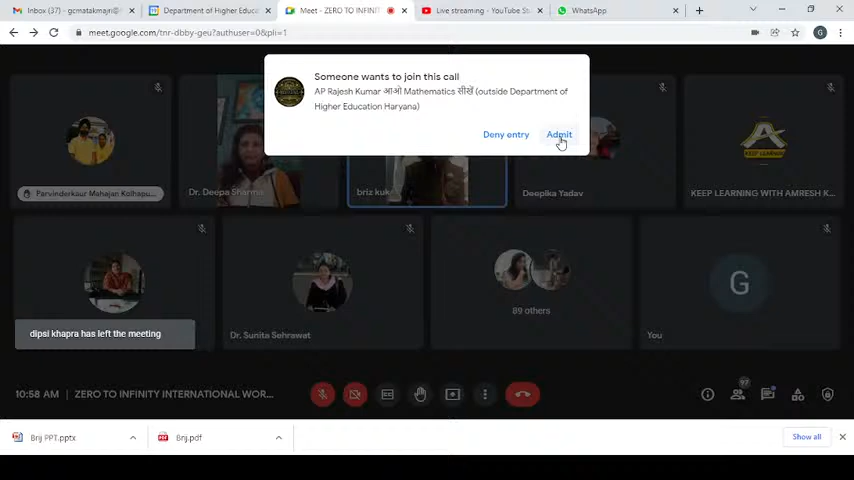 Inbox (37) - gcmatakmajri@
Department of Higher Educa
Meet - ZERO TO INFINIT
Live streaming - YouTube St
WhatsApp
meet.google.com/tnr-dbby-geu?authuser=0&pli=1
G
Someone wants to join this call
AP Rajesh Kumar आओ Mathematics सीखें (outside Department of
Higher Education Haryana)
Deny entry
Admit
Parvinderkaur Mahajan Kolhapu...
Dr. Deepa Sharma
briz kuk
Deepika Yadav
KEEP LEARNING
KEEP LEARNING WITH AMRESH K...
dipsi khapra has left the meeting
Dr. Sunita Sehrawat
89 others
G
You
10:58 AM | ZERO TO INFINITY INTERNATIONAL WOR...
97
Brij PPT.pptx
Brij.pdf
Show all